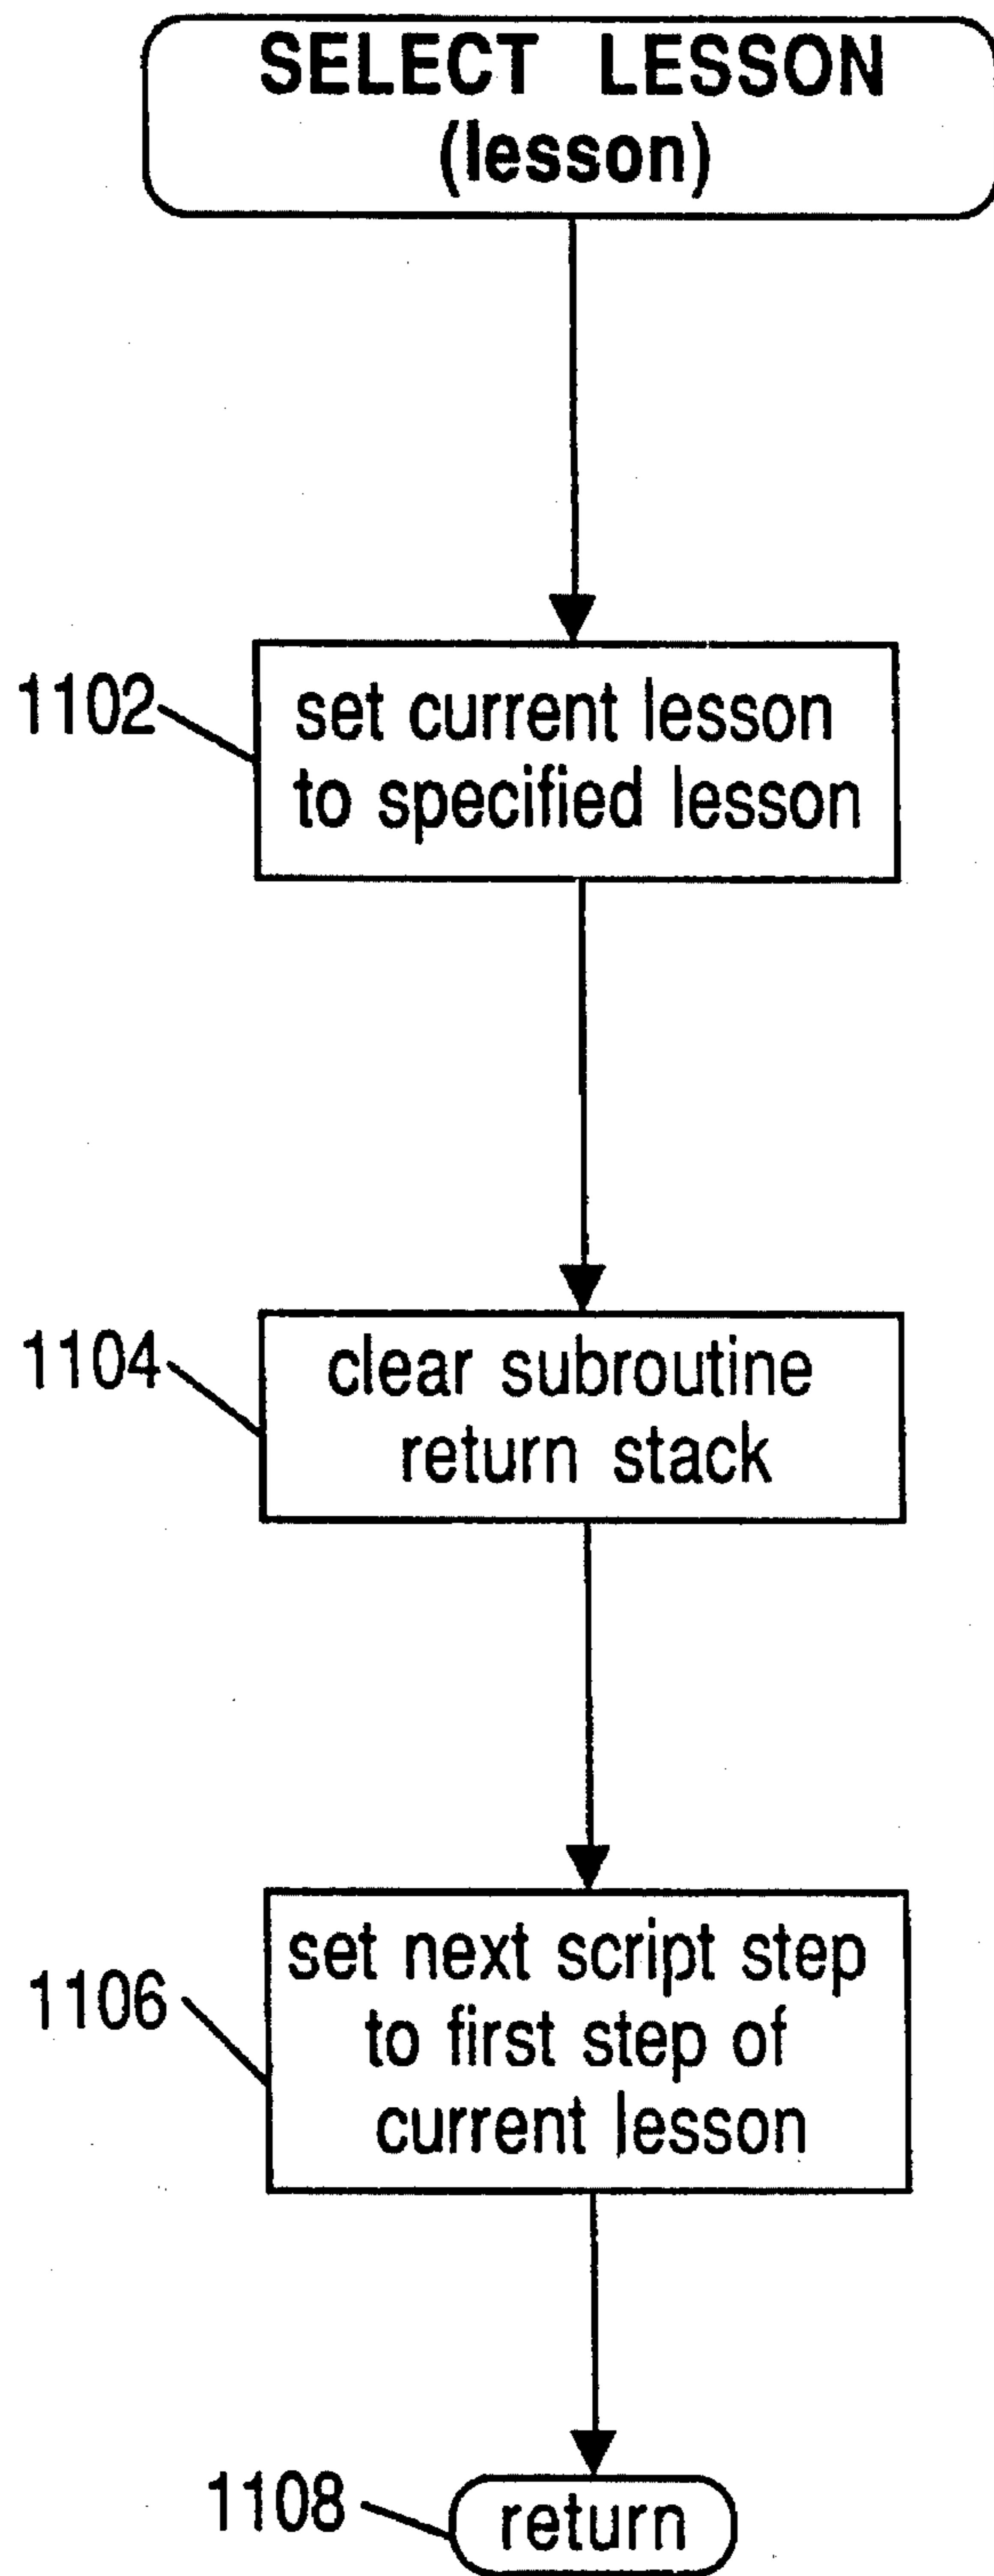 SELECT LESSON
(lesson)
1102
set current lesson
to specified lesson
1104
clear subroutine
return stack
1106
set next script step
to first step of
current lesson
1108
return